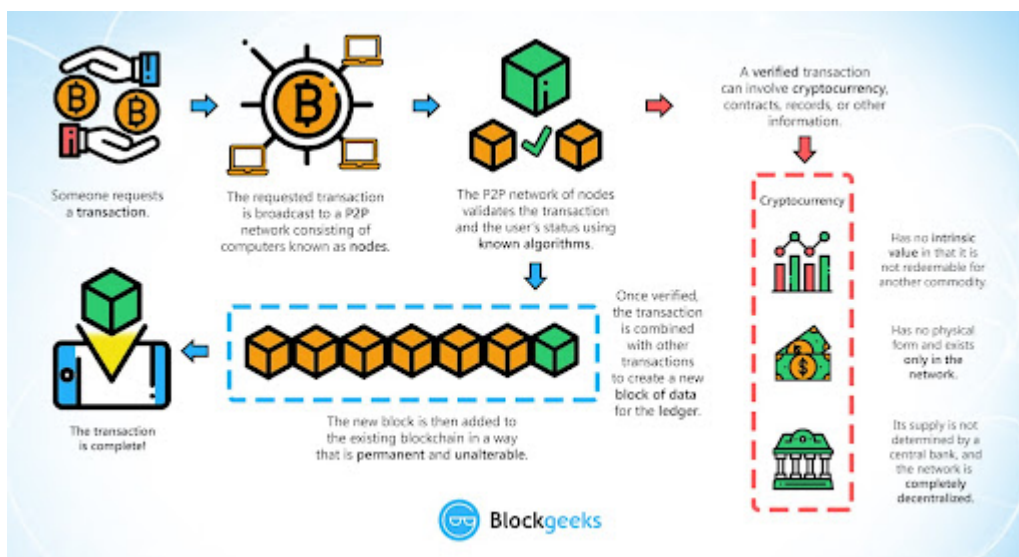 Someone requests
a transaction.
The requested transaction
is broadcast to a P2P
network consisting of
computers known as nodes.
The P2P network of nodes
validates the transaction
and the user's status using
known algorithms.
A verified transaction
can involve cryptocurrency,
contracts, records, or other
information.
Cryptocurrency
Has no intrinsic
value in that it is
not redeemable for
another commodity.
Has no physical
form and exists
only in the
network.
Its supply is not
determined by a
central bank, and
the network is
completely
decentralized.
Once verified,
the transaction
is combined
with other
transactions
to create a new
block of data
for the ledger.
The new block is then added to
the existing blockchain in a way
that is permanent and unalterable.
The transaction
is complete!
Blockgeeks